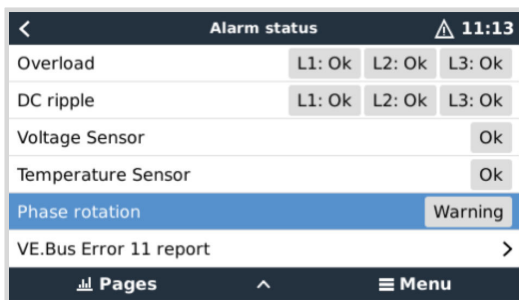 Alarm status 11:13
Overload L1: Ok L2: Ok L3: Ok
DC ripple L1: Ok L2: Ok L3: Ok
Voltage Sensor Ok
Temperature Sensor Ok
Phase rotation Warning
VE.Bus Error 11 report
Pages Menu